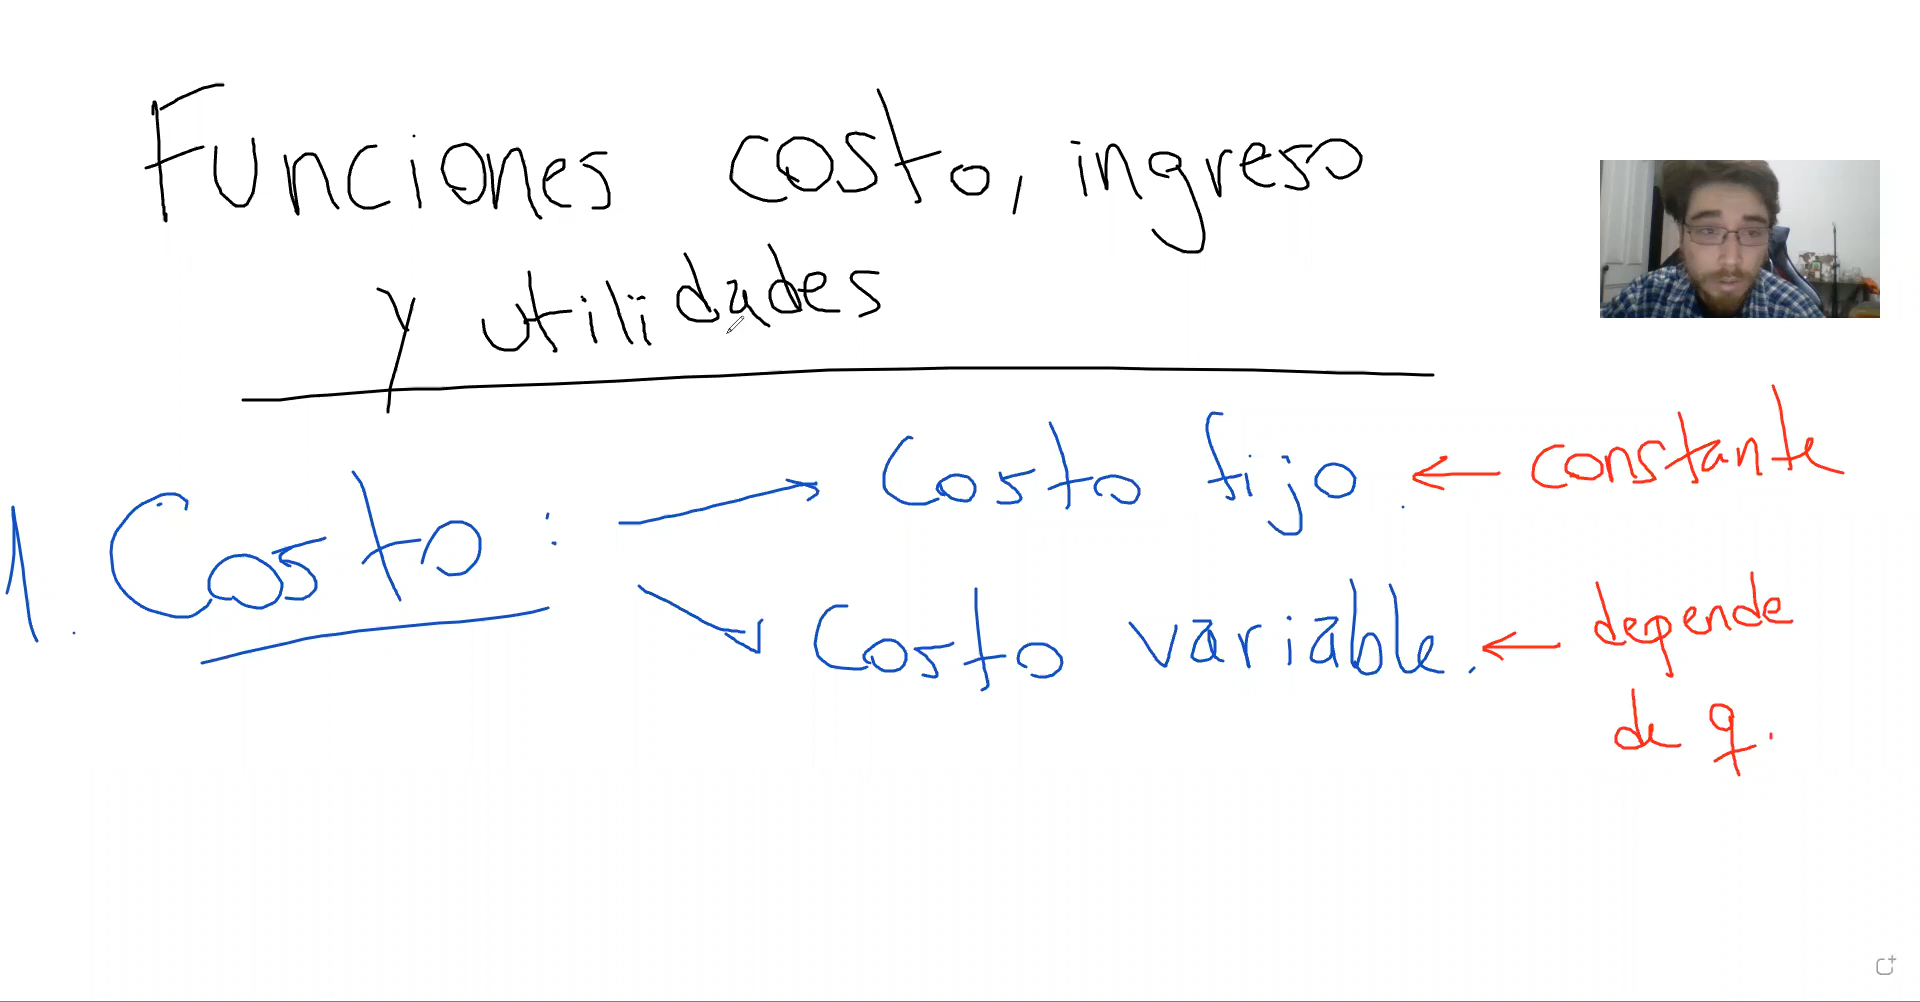 Funciones costo, ingreso
y utilidades
1. Costo: → Costo fijo. ← constante
Costo variable. ← depende
de q.